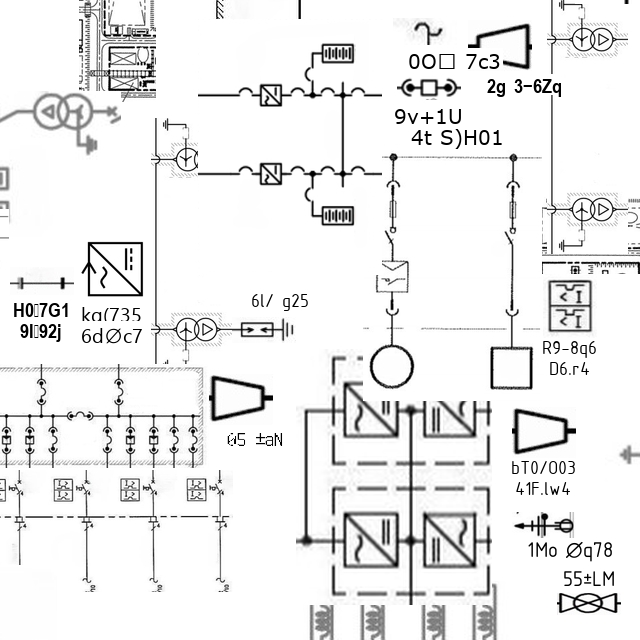 0O□ 7c3
2g 3-6Zq
9v+1U
4t S)H01
6l/ g25
H0▯7G1
9l▯92j
kq(735
6dØc7
R9-8q6
D6.r4
Ø5 ±aN
bT0/O03
41F.lw4
1Mo Øq78
55±LM